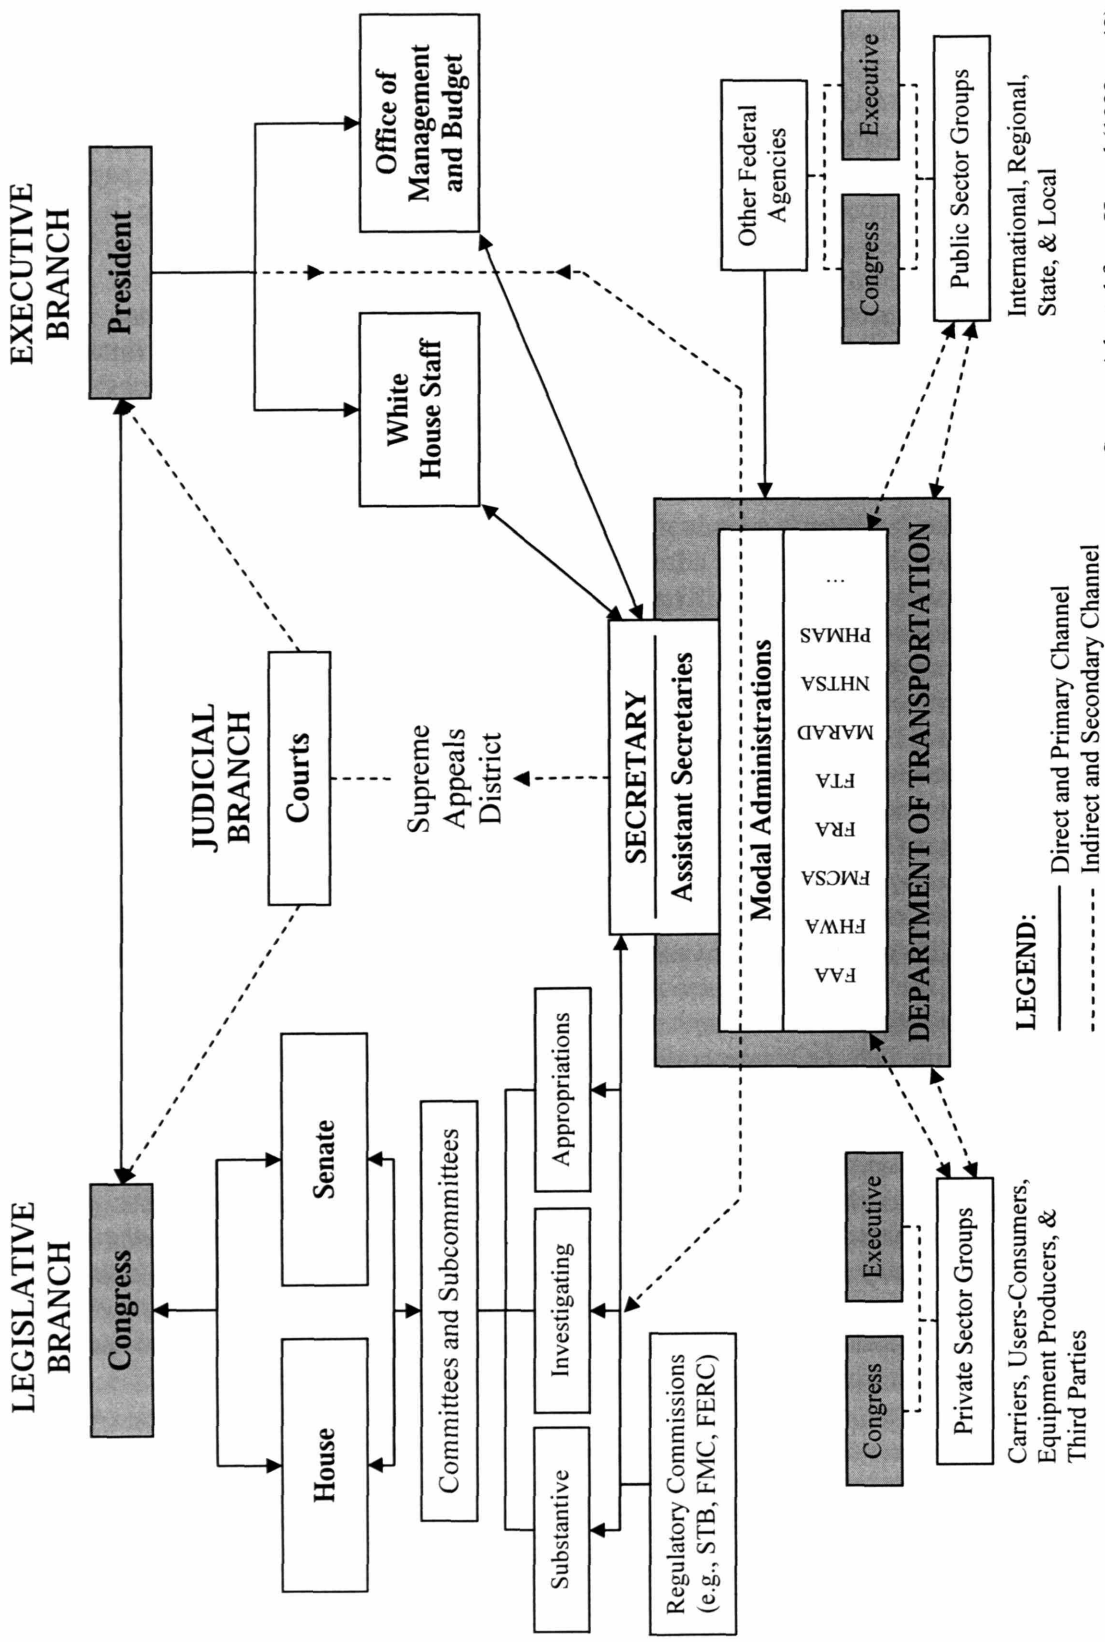 LEGISLATIVE
BRANCH
EXECUTIVE
BRANCH
Congress
President
JUDICIAL
BRANCH
House
Senate
Courts
White
House Staff
Office of
Management
and Budget
Committees and Subcommittees
Supreme
Appeals
District
Substantive
Investigating
Appropriations
SECRETARY
Assistant Secretaries
Regulatory Commissions
(e.g., STB, FMC, FERC)
Modal Administrations
FAA
FHWA
FMCSA
FRA
FTA
MARAD
NHTSA
PHMAS
...
DEPARTMENT OF TRANSPORTATION
Other Federal
Agencies
Congress
Executive
Private Sector Groups
Carriers, Users-Consumers,
Equipment Producers, &
Third Parties
Congress
Executive
Public Sector Groups
International, Regional,
State, & Local
LEGEND:
Direct and Primary Channel
Indirect and Secondary Channel